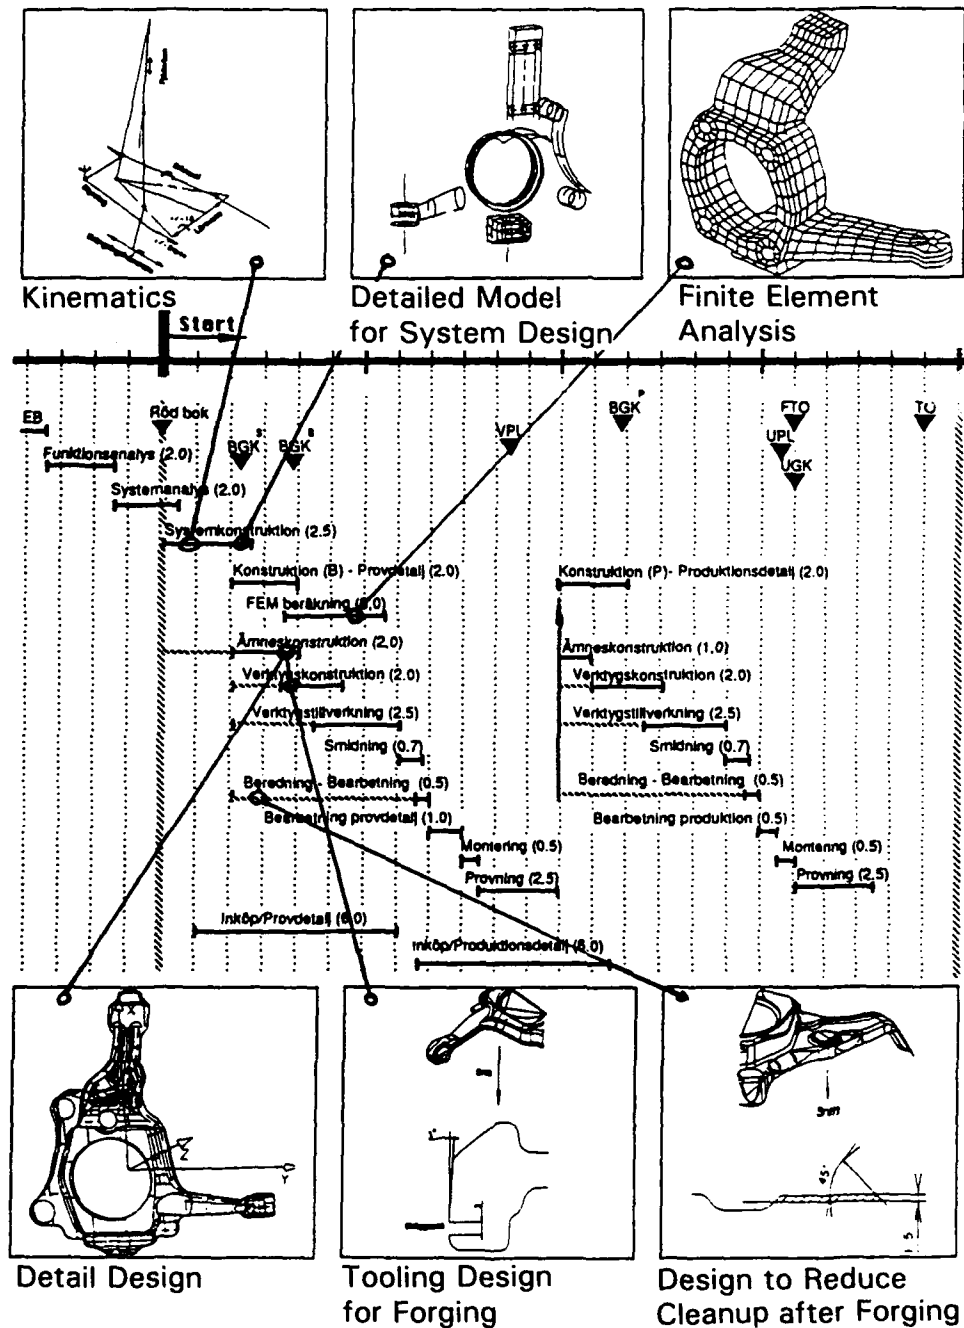 Kinematics
Detailed Model
for System Design
Finite Element
Analysis
Start
EB
Röd bok
BGK S
BGK B
VPL
BGK P
FTO
TO
UPL
UGK
Funktionsanalys (2.0)
Systemanalys (2.0)
Systemkonstruktion (2.5)
Konstruktion (B) - Provdetalj (2.0)
Konstruktion (P)- Produktionsdetalj (2.0)
FEM beräkning (3,0)
Ämneskonstruktion (2,0)
Ämneskonstruktion (1,0)
Verktygskonstruktion (2.0)
Verktygskonstruktion (2.0)
Verktygstillverkning (2.5)
Verktygstillverkning (2.5)
Smidning (0.7)
Smidning (0.7)
Beredning - Bearbetning (0.5)
Beredning - Bearbetning (0.5)
Bearbetning provdetalj (1.0)
Bearbetning produktion (0.5)
Montering (0.5)
Montering (0.5)
Provning (2.5)
Provning (2.5)
Inköp/Provdetalj (6,0)
Inköp/Produktionsdetalj (6,0)
X
Z
Y
3mm
45°
1.5
Detail Design
Tooling Design
for Forging
Design to Reduce
Cleanup after Forging